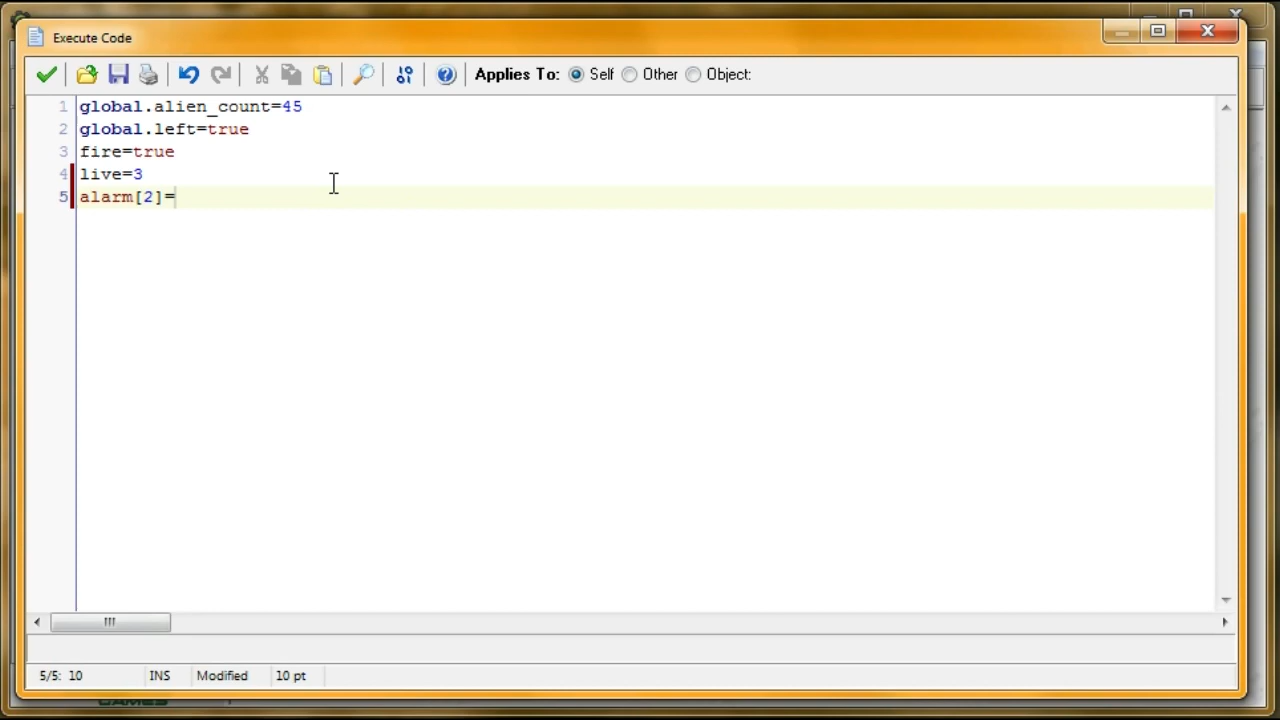 Execute Code
Applies To: Self Other Object:
1 global.alien_count=45
2 global.left=true
3 fire=true
4 live=3
5 alarm[2]=
5/5: 10 INS Modified 10 pt